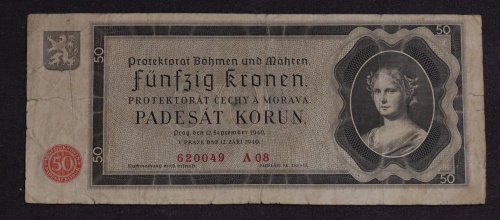 50
50
Protektorat Böhmen und Mähren.
Fünfzig Kronen.
PROTEKTORÁT ČECHY A MORAVA.
PADESÁT KORUN.
Prag, den 12. September 1940.
V PRAZE DNE 12. ZÁŘÍ 1940.
620049 A 08
50
50
50